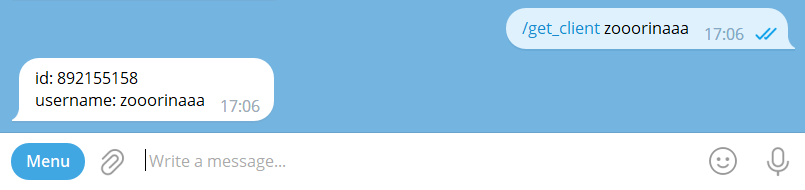 /get_client zooorinaaa 17:06
id: 892155158
username: zooorinaaa 17:06
Menu Write a message...